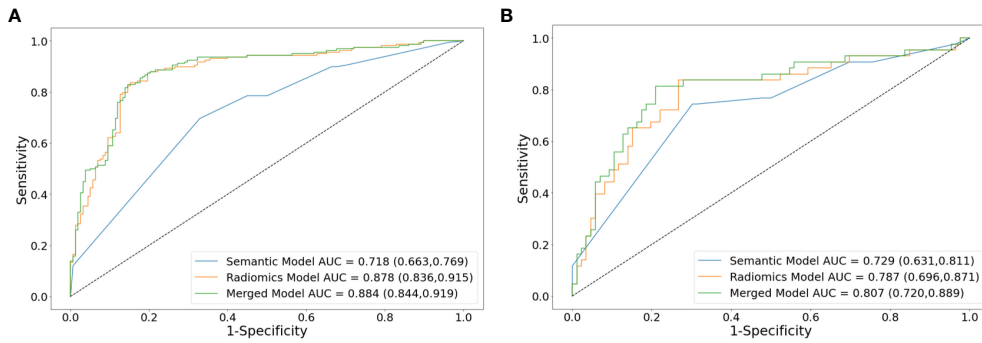 A
1.0
0.8
0.6
0.4
0.2
0.0
Sensitivity
Semantic Model AUC = 0.718 (0.663,0.769)
Radiomics Model AUC = 0.878 (0.836,0.915)
Merged Model AUC = 0.884 (0.844,0.919)
0.0 0.2 0.4 0.6 0.8 1.0
1-Specificity
B
1.0
0.8
0.6
0.4
0.2
0.0
Sensitivity
Semantic Model AUC = 0.729 (0.631,0.811)
Radiomics Model AUC = 0.787 (0.696,0.871)
Merged Model AUC = 0.807 (0.720,0.889)
0.0 0.2 0.4 0.6 0.8 1.0
1-Specificity